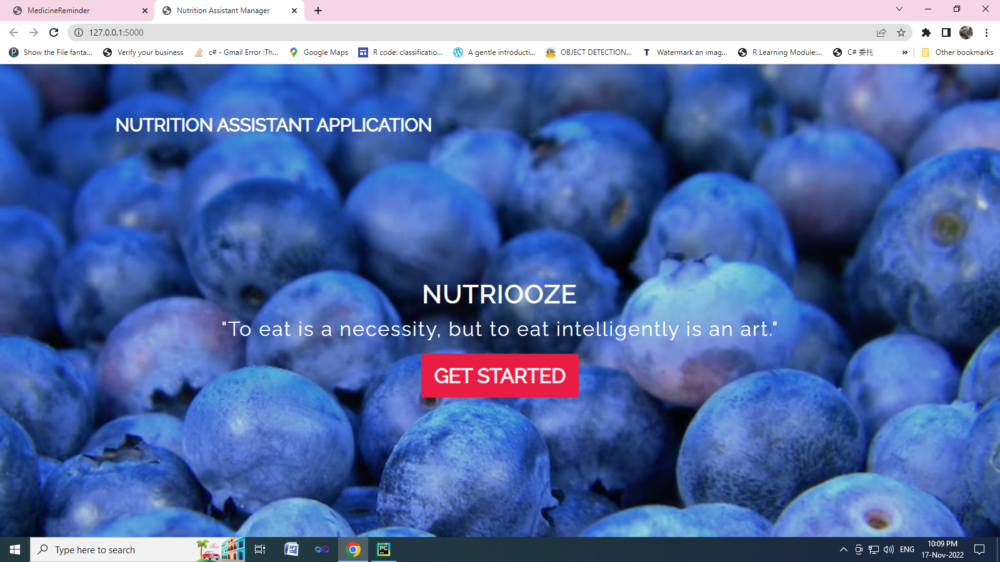 MedicineReminder
Nutrition Assistant Manager
127.0.0.1:5000
Show the File fanta...
Verify your business
c# - Gmail Error :Th...
Google Maps
R code: classificatio...
A gentle introducti...
OBJECT DETECTION...
T
Watermark an imag...
R Learning Module:...
C# 委托
»
Other bookmarks
NUTRITION ASSISTANT APPLICATION
NUTRIOOZE
"To eat is a necessity, but to eat intelligently is an art."
GET STARTED
Type here to search
W
PC
ENG
10:09 PM
17-Nov-2022